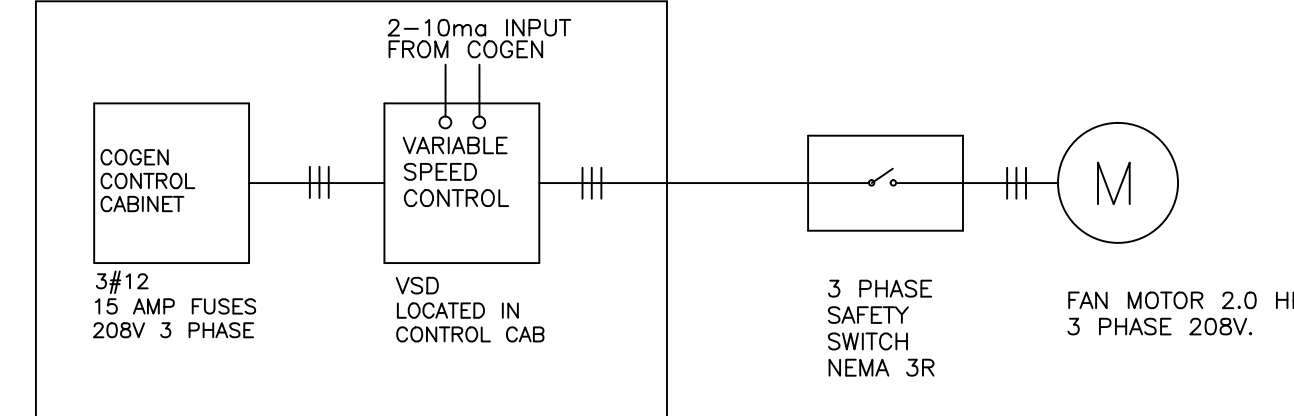 2-10ma INPUT
FROM COGEN
COGEN
CONTROL
CABINET
VARIABLE
SPEED
CONTROL
M
3#12
15 AMP FUSES
208V 3 PHASE
VSD
LOCATED IN
CONTROL CAB
3 PHASE
SAFETY
SWITCH
NEMA 3R
FAN MOTOR 2.0
3 PHASE 208V.